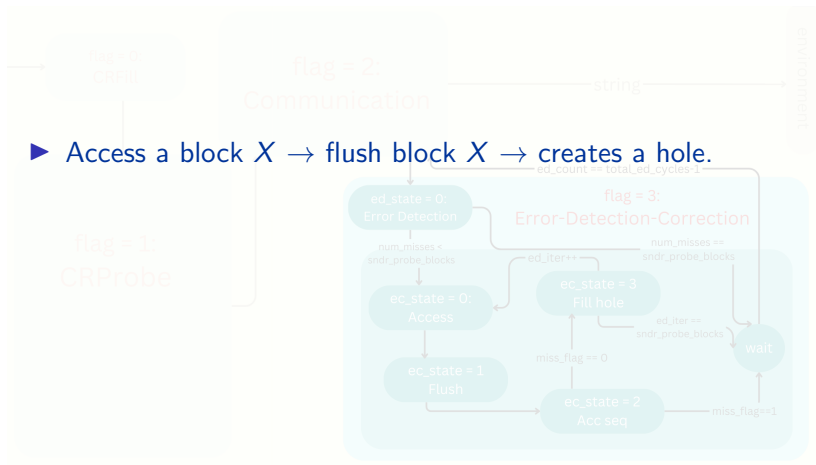 flag = 0:
flag = 2:
Communication
string
environment
▶ Access a block X → flush block X → creates a hole.
ed_count == total_ed_cycles-1
ed_state = 0:
Error Detection
flag = 3:
Error-Detection-Correction
flag = 1:
CRProbe
num_misses <
sndr_probe_blocks
num_misses ==
sndr_probe_blocks
ed_iter++
ec_state = 0:
Access
ec_state = 3
Fill hole
ed_iter ==
sndr_probe_blocks
wait
miss_flag == 0
ec_state = 1
Flush
ec_state = 2
Acc seq
miss_flag==1